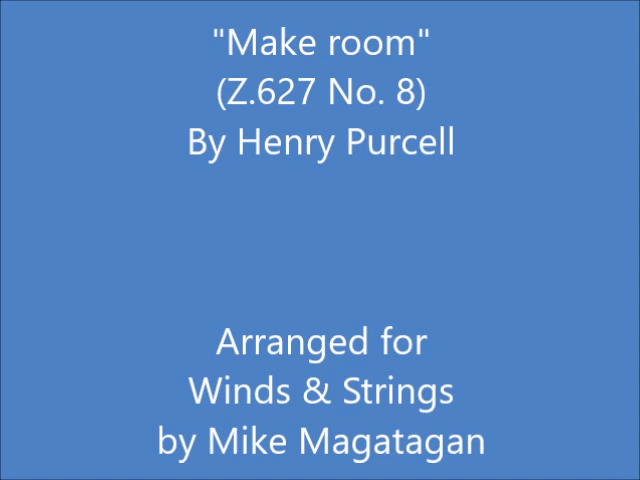 "Make room"
(Z.627 No. 8)
By Henry Purcell
Arranged for
Winds & Strings
by Mike Magatagan